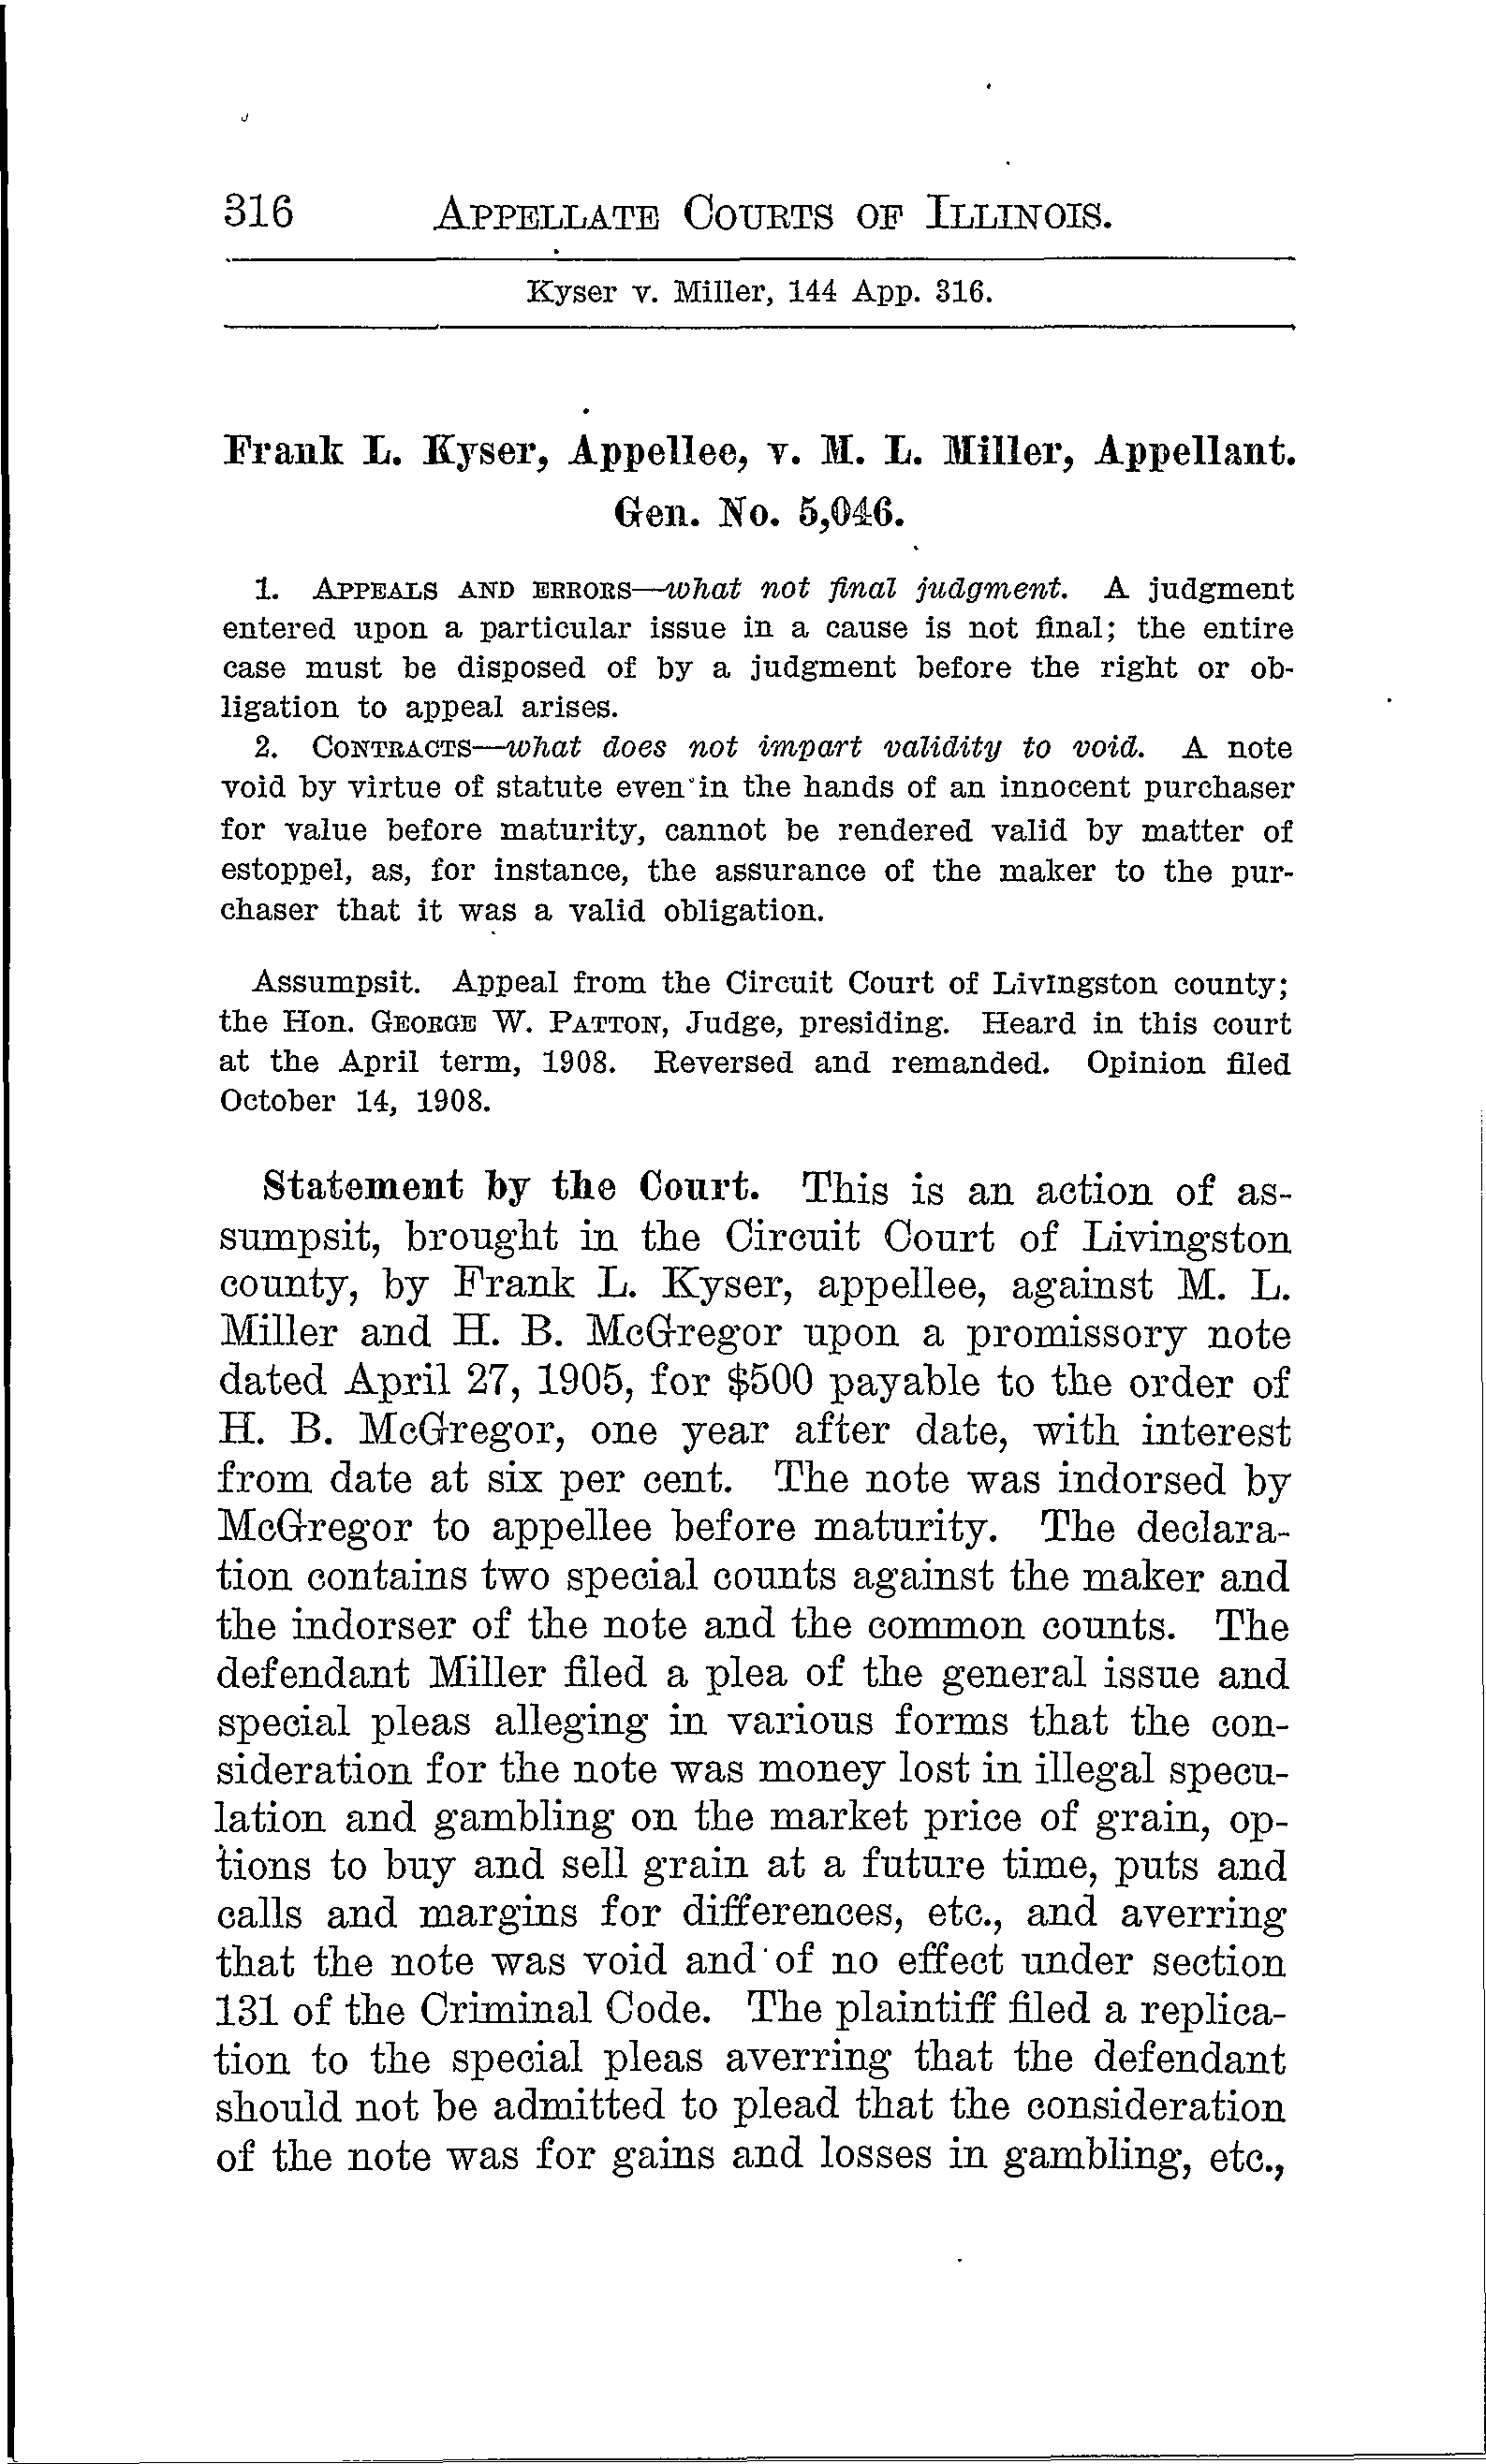 316 APPELLATE COURTS OF ILLINOIS.
Kyser v. Miller, 144 App. 316.
Frank L. Kyser, Appellee, v. M. L. Miller, Appellant.
Gen. No. 5,046.
1. APPEALS AND ERRORS—what not final judgment. A judgment
entered upon a particular issue in a cause is not final; the entire
case must be disposed of by a judgment before the right or ob-
ligation to appeal arises.
2. CONTRACTS—what does not impart validity to void. A note
void by virtue of statute even in the hands of an innocent purchaser
for value before maturity, cannot be rendered valid by matter of
estoppel, as, for instance, the assurance of the maker to the pur-
chaser that it was a valid obligation.
Assumpsit. Appeal from the Circuit Court of Livingston county;
the Hon. GEORGE W. PATTON, Judge, presiding. Heard in this court
at the April term, 1908. Reversed and remanded. Opinion filed
October 14, 1908.
Statement by the Court. This is an action of as-
sumpsit, brought in the Circuit Court of Livingston
county, by Frank L. Kyser, appellee, against M. L.
Miller and H. B. McGregor upon a promissory note
dated April 27, 1905, for $500 payable to the order of
H. B. McGregor, one year after date, with interest
from date at six per cent. The note was indorsed by
McGregor to appellee before maturity. The declara-
tion contains two special counts against the maker and
the indorser of the note and the common counts. The
defendant Miller filed a plea of the general issue and
special pleas alleging in various forms that the con-
sideration for the note was money lost in illegal specu-
lation and gambling on the market price of grain, op-
tions to buy and sell grain at a future time, puts and
calls and margins for differences, etc., and averring
that the note was void and of no effect under section
131 of the Criminal Code. The plaintiff filed a replica-
tion to the special pleas averring that the defendant
should not be admitted to plead that the consideration
of the note was for gains and losses in gambling, etc.,